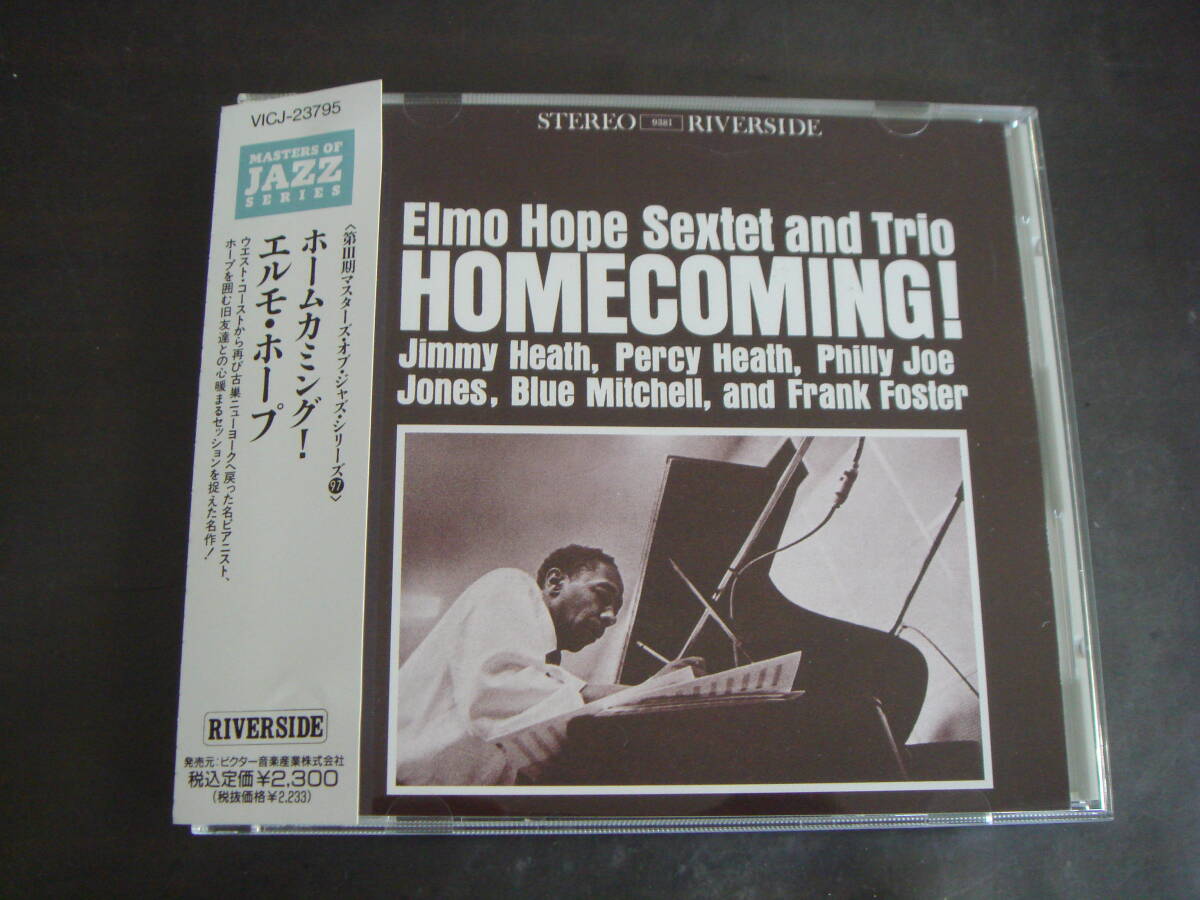 VICJ-23795
MASTERS OF
JAZZ
SERIES
〈第III期マスターズ・オブ・ジャズ・シリーズ97〉
ホームカミング!
エルモ・ホープ
ウエスト・コーストから再び古巣ニューヨークへ戻った名ピアニスト、
ホープを囲む旧友達との心暖まるセッションを捉えた名作!
RIVERSIDE
発売元:ビクター音楽産業株式会社
税込定価¥2,300
(税抜価格¥2,233)
STEREO 9381 RIVERSIDE
Elmo Hope Sextet and Trio
HOMECOMING!
Jimmy Heath, Percy Heath, Philly Joe
Jones, Blue Mitchell, and Frank Foster